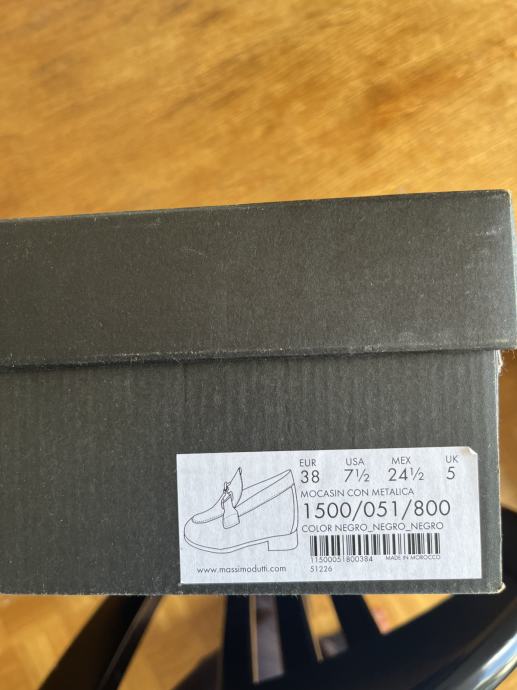 EUR USA MEX UK
38 7½ 24½ 5
MOCASIN CON METALICA
1500/051/800
COLOR NEGRO_NEGRO_NEGRO
11500051800384 MADE IN MOROCCO
www.massimodutti.com 51226